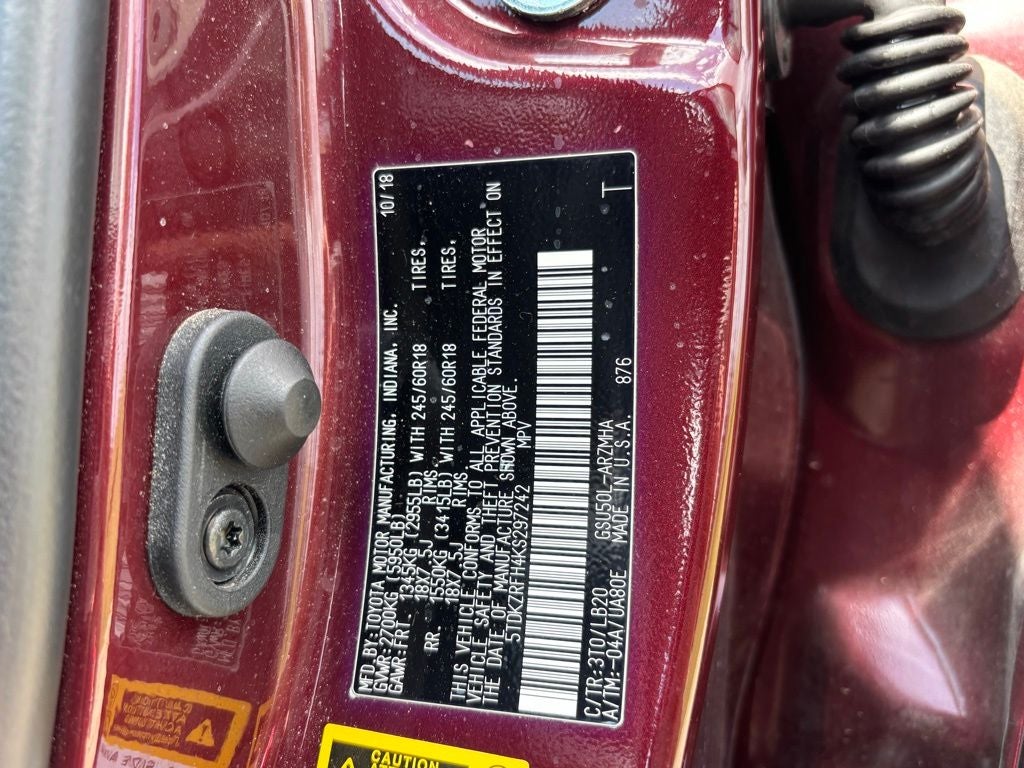 MFD BY:TOYOTA MOTOR MANUFACTURING, INDIANA, INC. 10/18
GVWR:2700KG (5950LB)
GAWR-FRT 1345KG (2955LB) WITH 245/60R18 TIRES,
18X7.5J RIMS.
RR 1550KG (3415LB) WITH 245/60R18 TIRES,
18X7.5J RIMS.
THIS VEHICLE CONFORMS TO ALL APPLICABLE FEDERAL MOTOR
VEHICLE SAFETY AND THEFT PREVENTION STANDARDS IN EFFECT ON
THE DATE OF MANUFACTURE SHOWN ABOVE.
5TDKZRFH4KS297242 MPV
C/TR:3T0/LB20 GSU50L-ARZMHA
A/TM:-04A/UA80E MADE IN U.S.A. 876
T
CAUTION